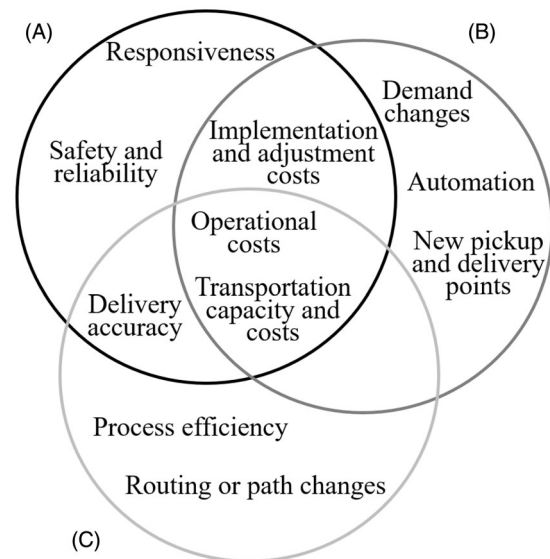 (A)
(B)
Responsiveness
Demand
changes
Implementation
and adjustment
costs
Safety and
reliability
Automation
Operational
costs
New pickup
and delivery
points
Transportation
capacity and
costs
Delivery
accuracy
Process efficiency
Routing or path changes
(C)